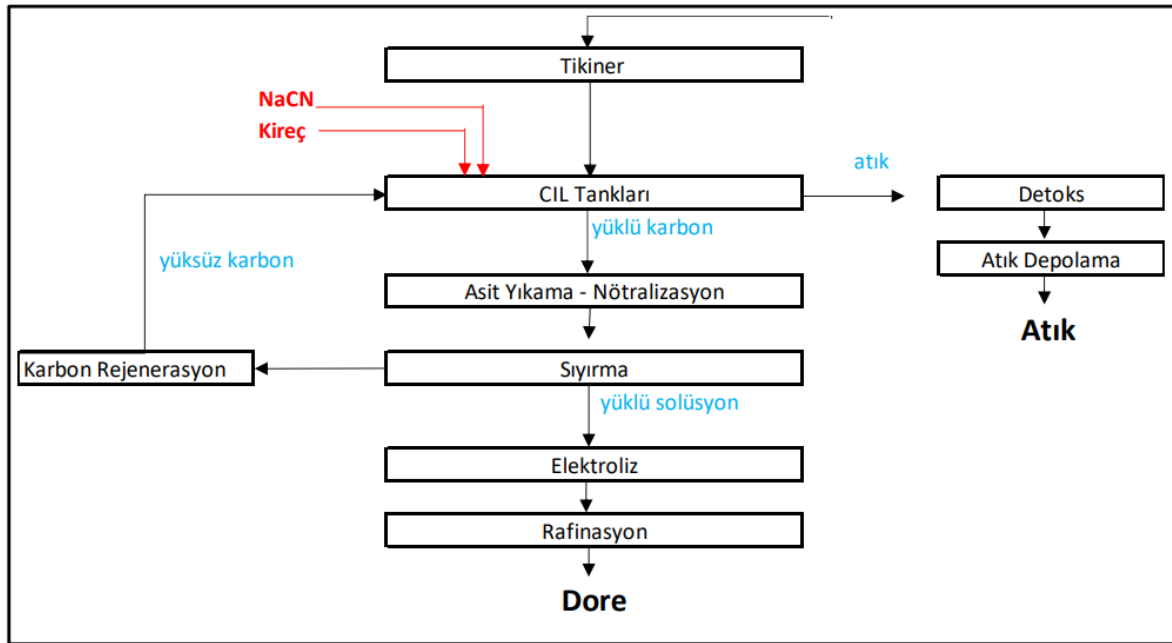 Tikiner
NaCN
Kireç
CIL Tankları
atık
Detoks
yüklü karbon
yüksüz karbon
Atık Depolama
Asit Yıkama - Nötralizasyon
Atık
Karbon Rejenerasyon
Sıyırma
yüklü solüsyon
Elektroliz
Rafinasyon
Dore